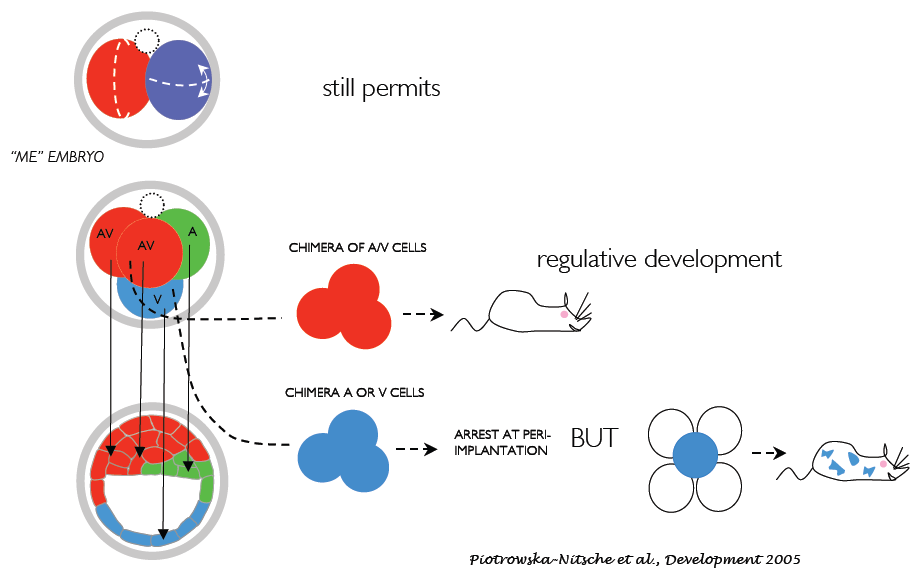 still permits
“ME” EMBRYO
AV
AV
A
V
CHIMERA OF A/V CELLS
regulative development
CHIMERA A OR V CELLS
ARREST AT PERI-
IMPLANTATION
BUT
Piotrowska-Nitsche et al., Development 2005